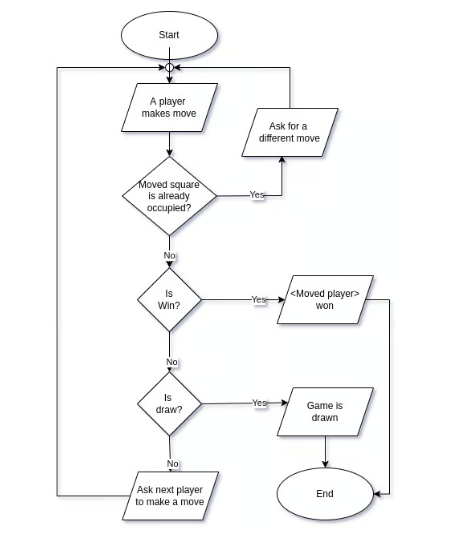 Start
A player
makes move
Ask for a
different move
Moved square
is already
occupied?
Yes
No
Is
Win?
Yes
<Moved player>
won
No
Is
draw?
Yes
Game is
drawn
No
Ask next player
to make a move
End